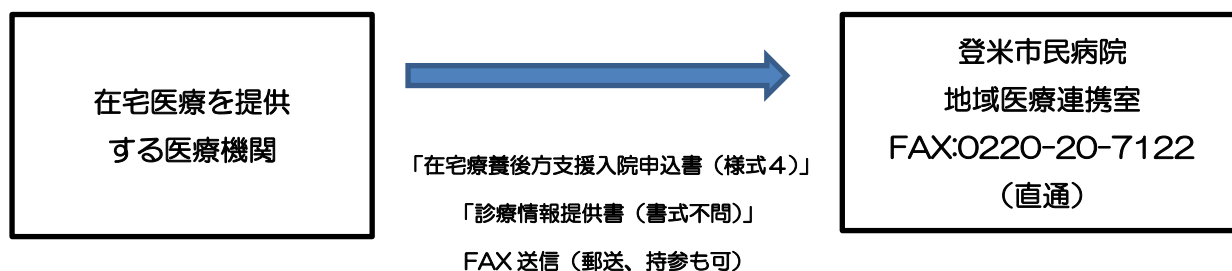 在宅医療を提供
する医療機関
「在宅療養後方支援入院申込書（様式４）」
「診療情報提供書（書式不問）」
FAX 送信（郵送、持参も可）
登米市民病院
地域医療連携室
FAX:0220-20-7122
（直通）